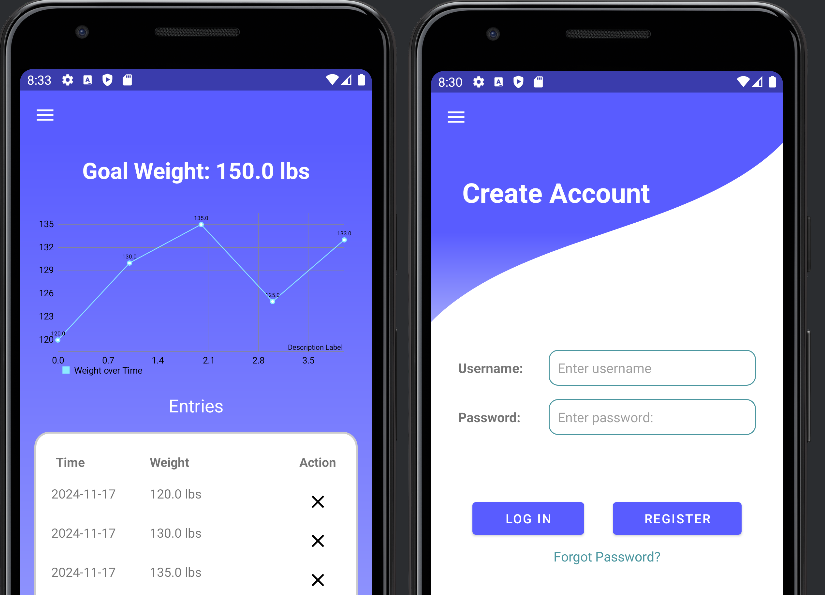 8:33
Goal Weight: 150.0 lbs
135
132
129
126
123
120
120.0
130.0
135.0
125.0
133.0
Description Label
0.0 0.7 1.4 2.1 2.8 3.5
Weight over Time
Entries
Time Weight Action
2024-11-17 120.0 lbs
2024-11-17 130.0 lbs
2024-11-17 135.0 lbs
8:30
Create Account
Username: Enter username
Password: Enter password:
LOG IN REGISTER
Forgot Password?